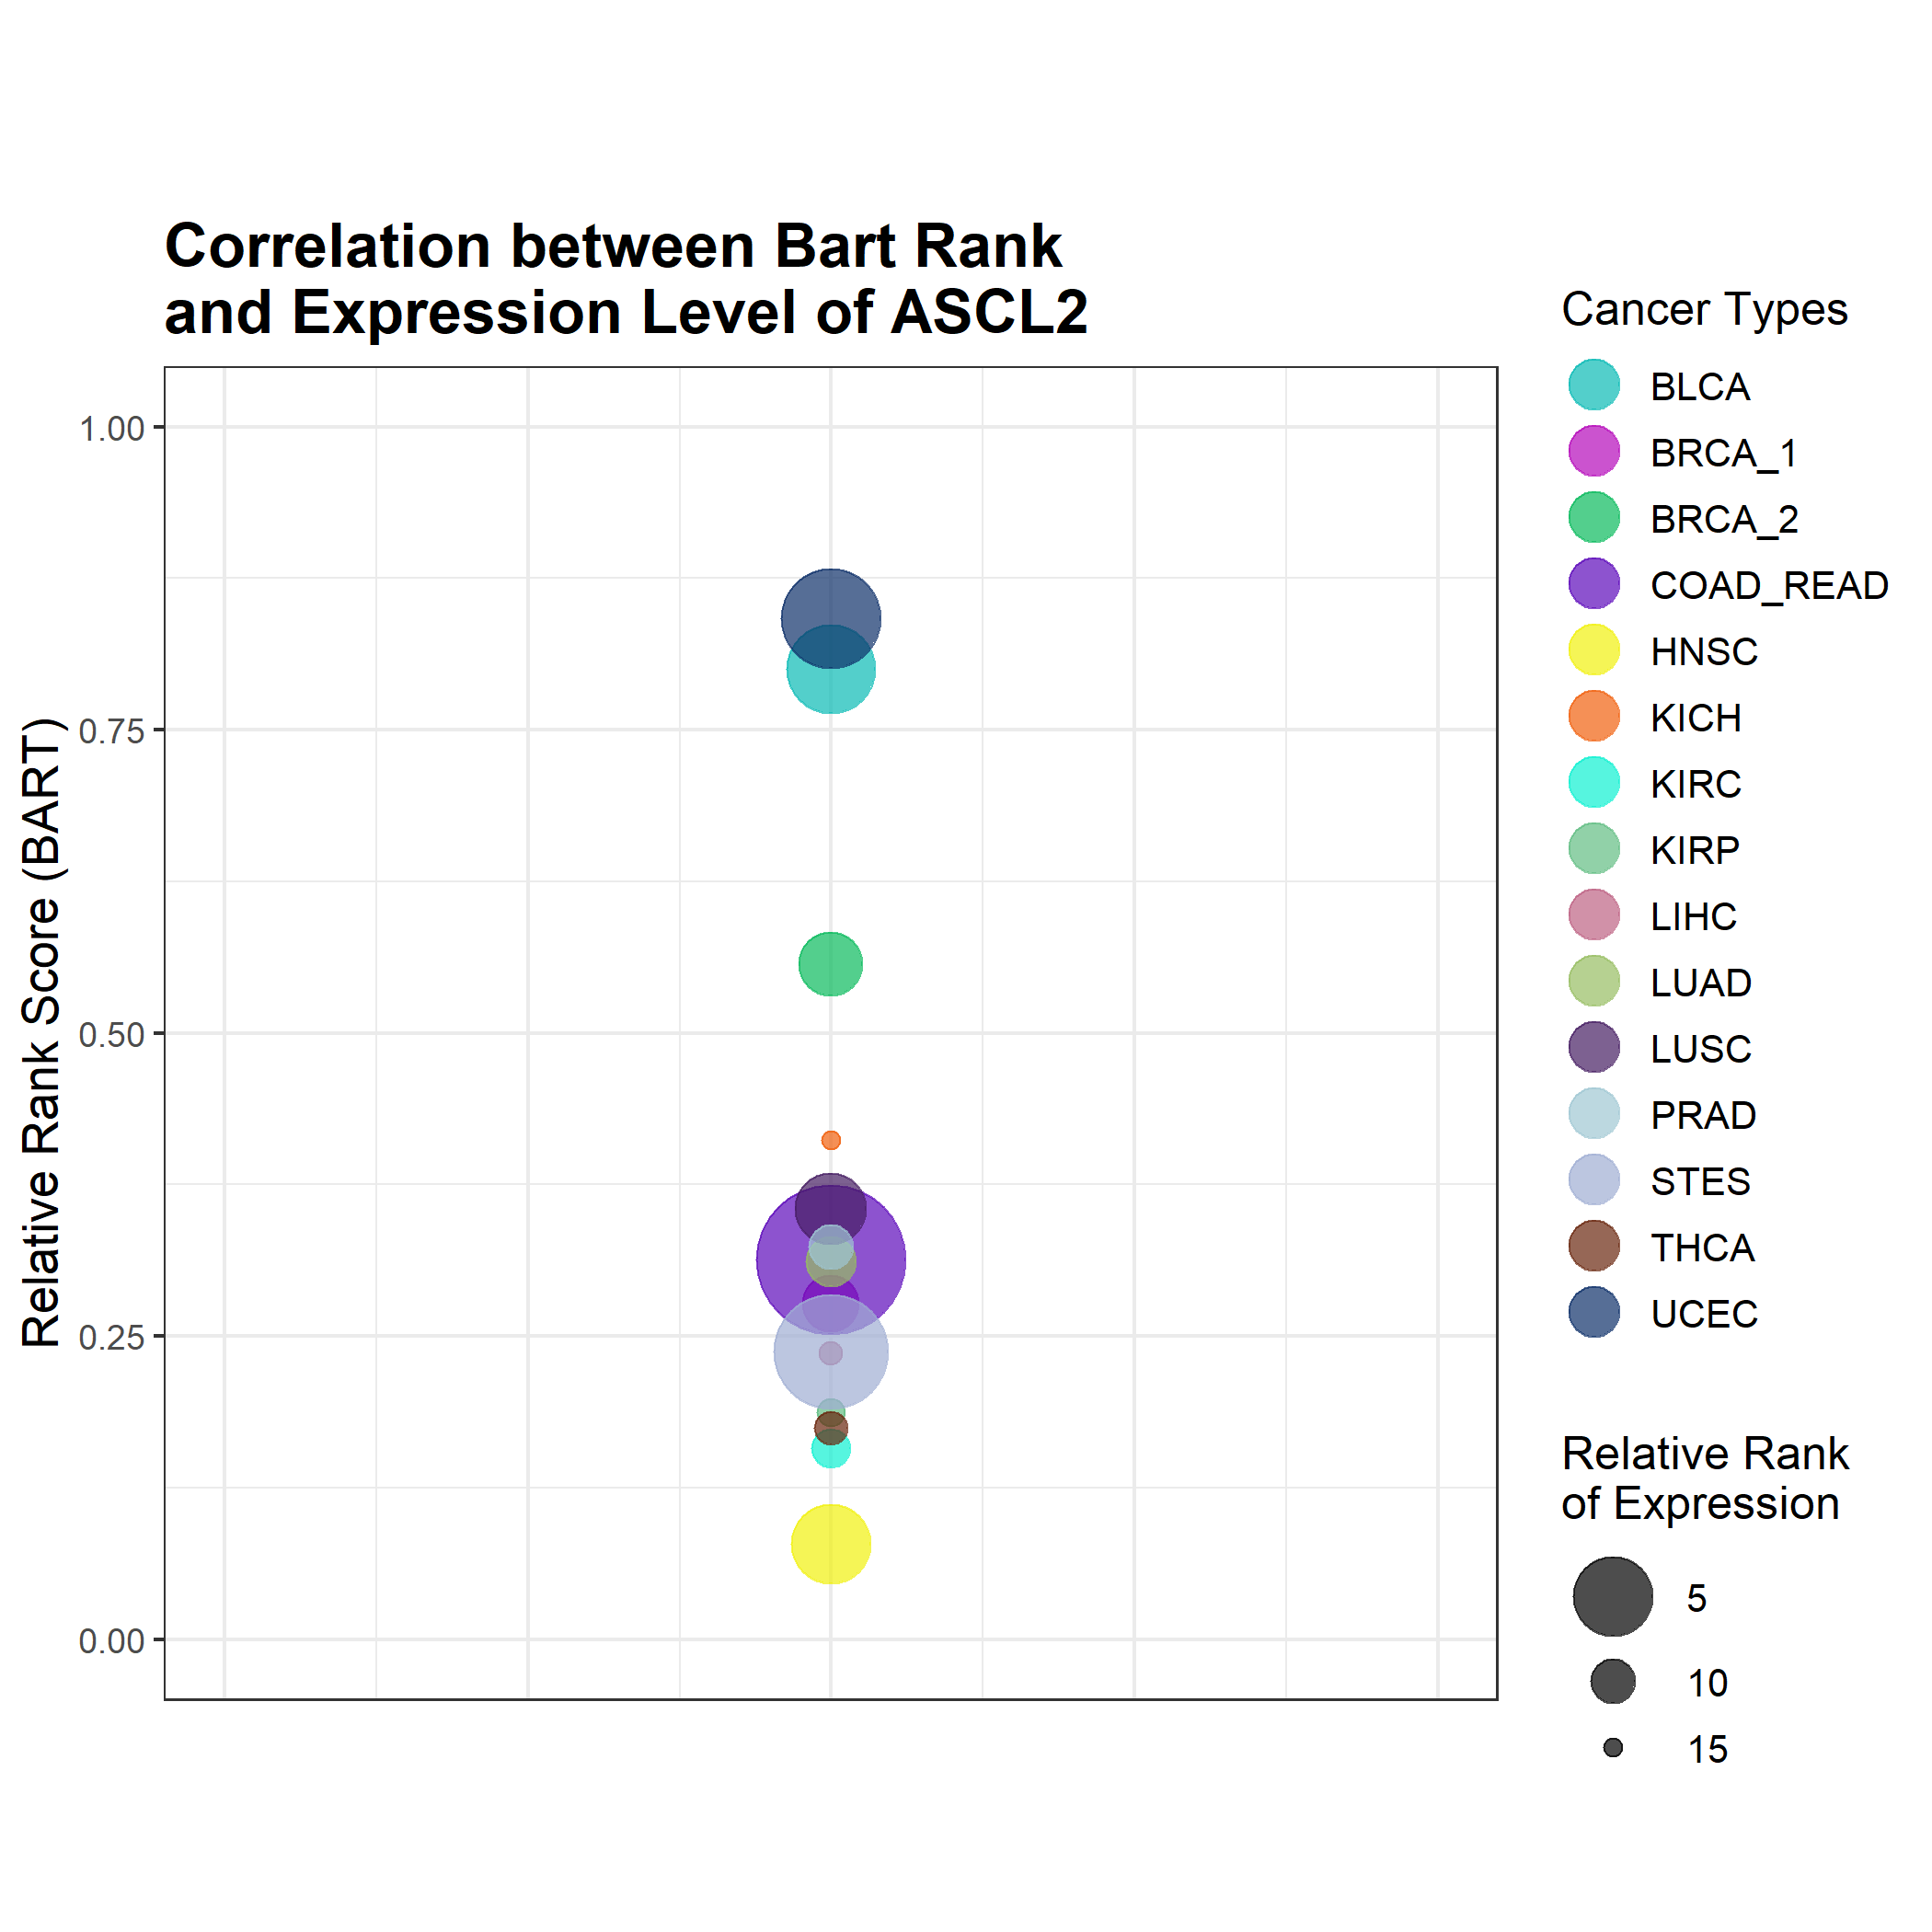 Correlation between Bart Rank
and Expression Level of ASCL2
Relative Rank Score (BART)
1.00
0.75
0.50
0.25
0.00
Cancer Types
BLCA
BRCA_1
BRCA_2
COAD_READ
HNSC
KICH
KIRC
KIRP
LIHC
LUAD
LUSC
PRAD
STES
THCA
UCEC
Relative Rank
of Expression
5
10
15